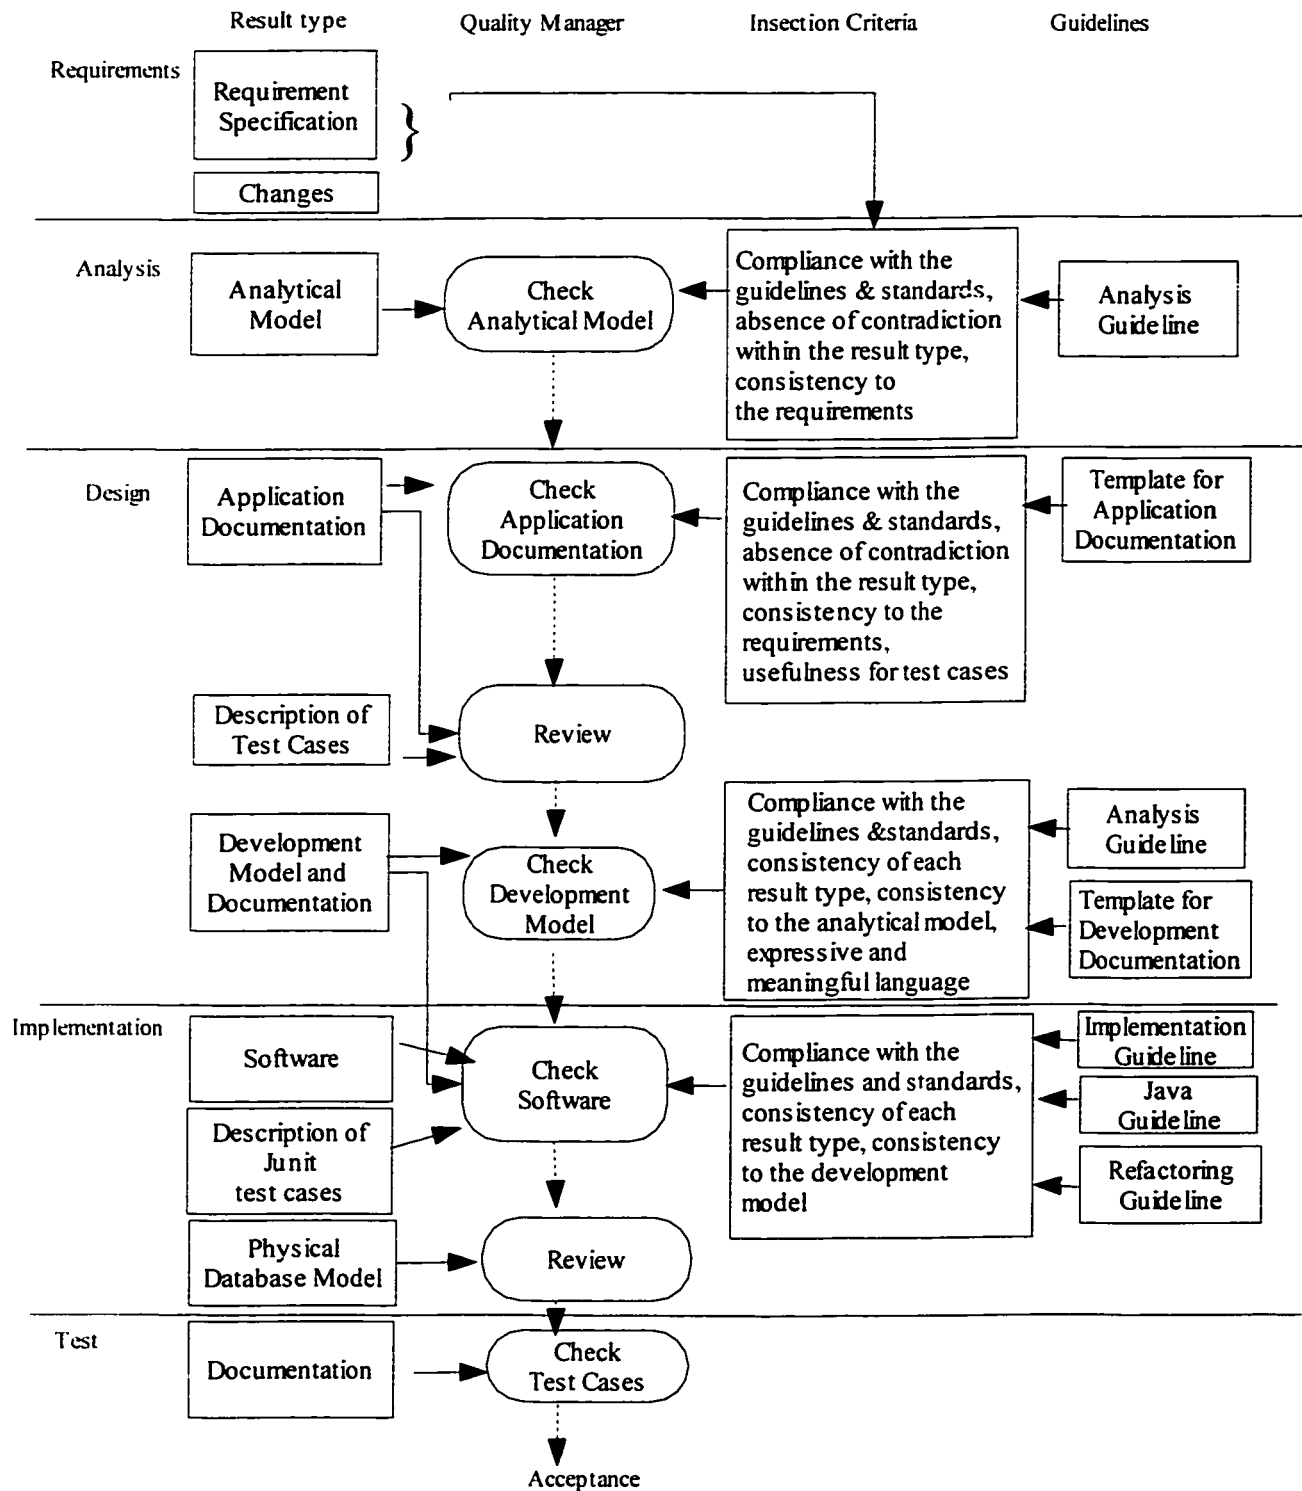 Result type
Quality Manager
Insection Criteria
Guidelines
Requirements
Requirement
Specification
}
Changes
Analysis
Analytical
Model
Check
Analytical Model
Compliance with the
guidelines & standards,
absence of contradiction
within the result type,
consistency to
the requirements
Analysis
Guideline
Design
Application
Documentation
Check
Application
Documentation
Compliance with the
guidelines & standards,
absence of contradiction
within the result type,
consistency to the
requirements,
usefulness for test cases
Template for
Application
Documentation
Description of
Test Cases
Review
Development
Model and
Documentation
Check
Development
Model
Compliance with the
guidelines &standards,
consistency of each
result type, consistency
to the analytical model,
expressive and
meaningful language
Analysis
Guideline
Template for
Development
Documentation
Implementation
Software
Check
Software
Compliance with the
guidelines and standards,
consistency of each
result type, consistency
to the development
model
Implementation
Guideline
Java
Guideline
Refactoring
Guideline
Description of
Junit
test cases
Physical
Database Model
Review
Test
Documentation
Check
Test Cases
Acceptance